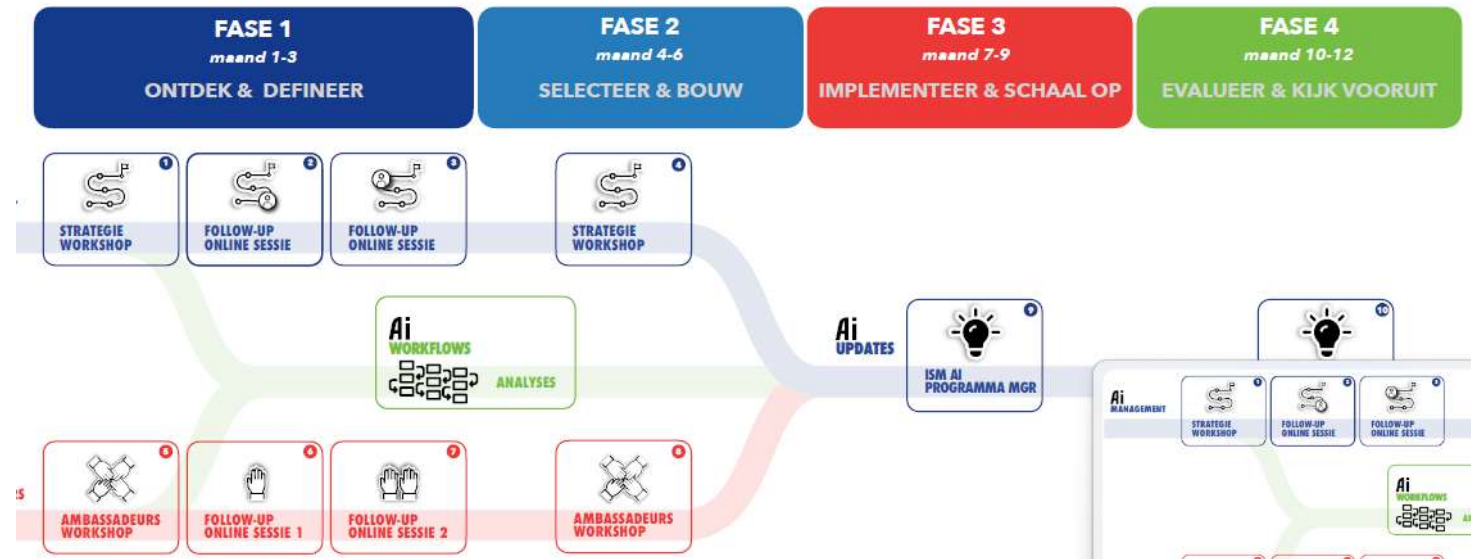 FASE 1
maand 1-3
ONTDEK & DEFINEER
FASE 2
maand 4-6
SELECTEER & BOUW
FASE 3
maand 7-9
IMPLEMENTEER & SCHAAL OP
FASE 4
maand 10-12
EVALUEER & KIJK VOORUIT
1
STRATEGIE
WORKSHOP
2
FOLLOW-UP
ONLINE SESSIE
3
FOLLOW-UP
ONLINE SESSIE
4
STRATEGIE
WORKSHOP
Ai
WORKFLOWS
ANALYSES
Ai
UPDATES
9
ISM AI
PROGRAMMA MGR
10
RS
5
AMBASSADEURS
WORKSHOP
6
FOLLOW-UP
ONLINE SESSIE 1
7
FOLLOW-UP
ONLINE SESSIE 2
8
AMBASSADEURS
WORKSHOP
Ai
MANAGEMENT
1
STRATEGIE
WORKSHOP
2
FOLLOW-UP
ONLINE SESSIE
3
FOLLOW-UP
ONLINE SESSIE
Ai
WORKFLOWS